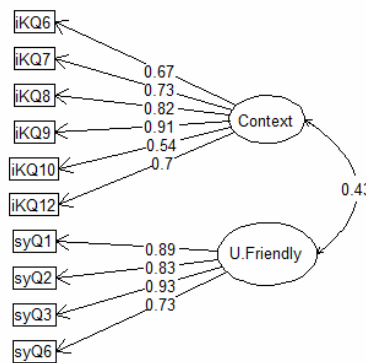 iKQ6
iKQ7
0.67
0.73
iKQ8
0.82
iKQ9
0.91
Context
iKQ10
0.54
iKQ12
0.7
0.43
syQ1
0.89
syQ2
0.83
U.Friendly
syQ3
0.93
syQ6
0.73